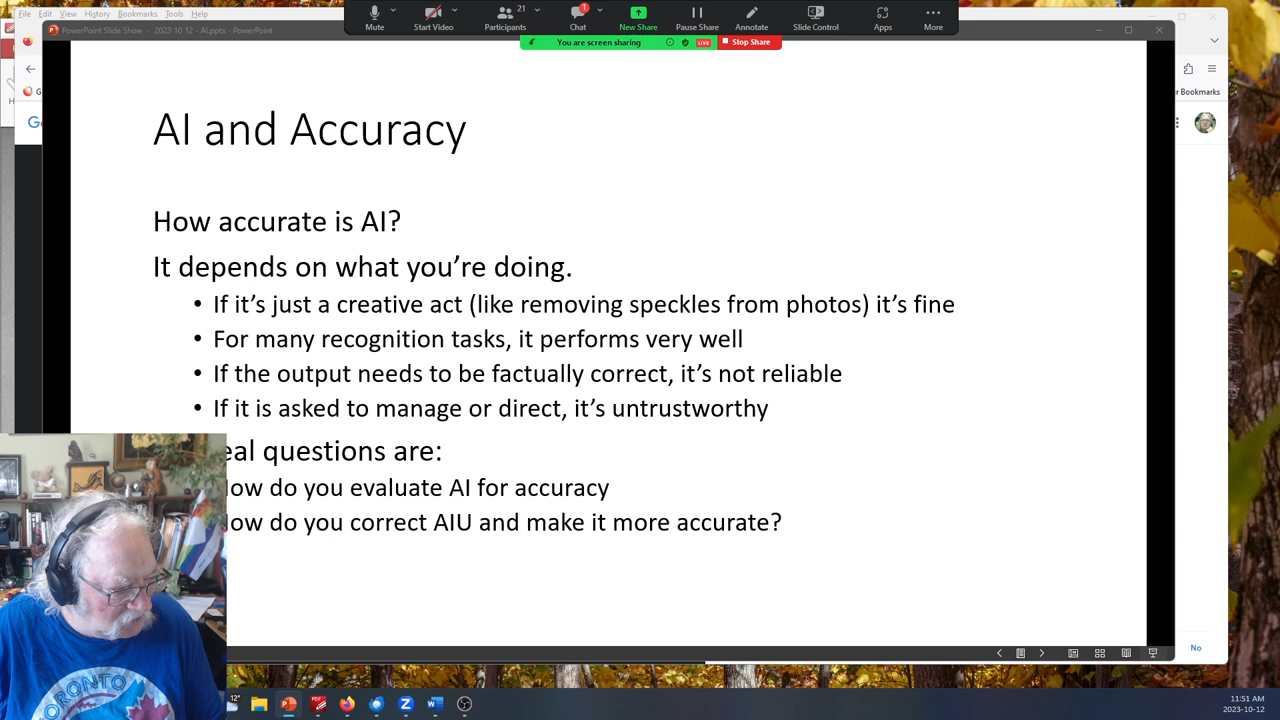 File Edit View History Bookmarks Tools Help
PowerPoint Slide Show - 2023 10 12 - AI.pptx - PowerPoint
Mute Start Video Participants 21 Chat 1 New Share Pause Share Annotate Slide Control Apps More
You are screen sharing LIVE Stop Share
r Bookmarks
G
Go
AI and Accuracy
How accurate is AI?
It depends on what you're doing.
• If it's just a creative act (like removing speckles from photos) it's fine
• For many recognition tasks, it performs very well
• If the output needs to be factually correct, it's not reliable
• If it is asked to manage or direct, it's untrustworthy
eal questions are:
ow do you evaluate AI for accuracy
ow do you correct AIU and make it more accurate?
No
TORONTO
12°
11:51 AM
2023-10-12